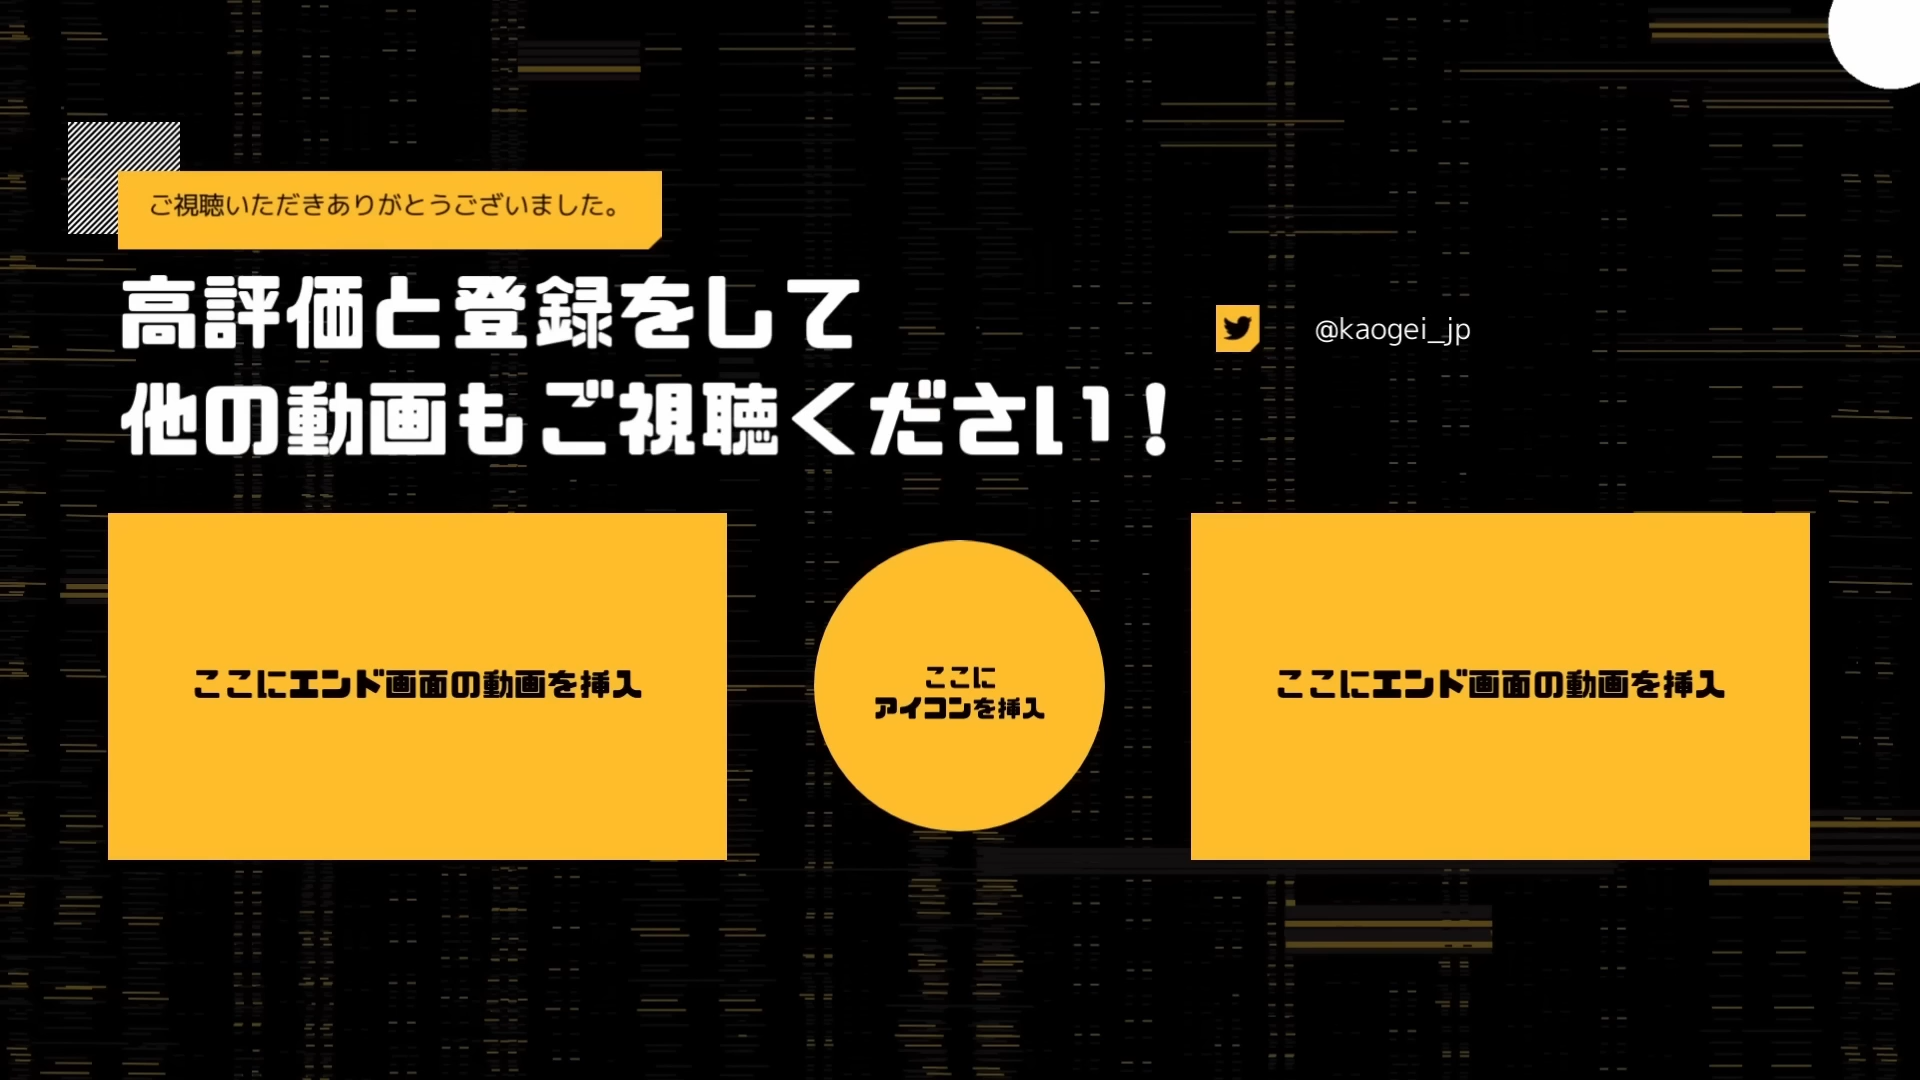 ご視聴いただきありがとうございました。
高評価と登録をして
他の動画もご視聴ください！
@kaogei_jp
ここにエンド画面の動画を挿入
ここに
アイコンを挿入
ここにエンド画面の動画を挿入